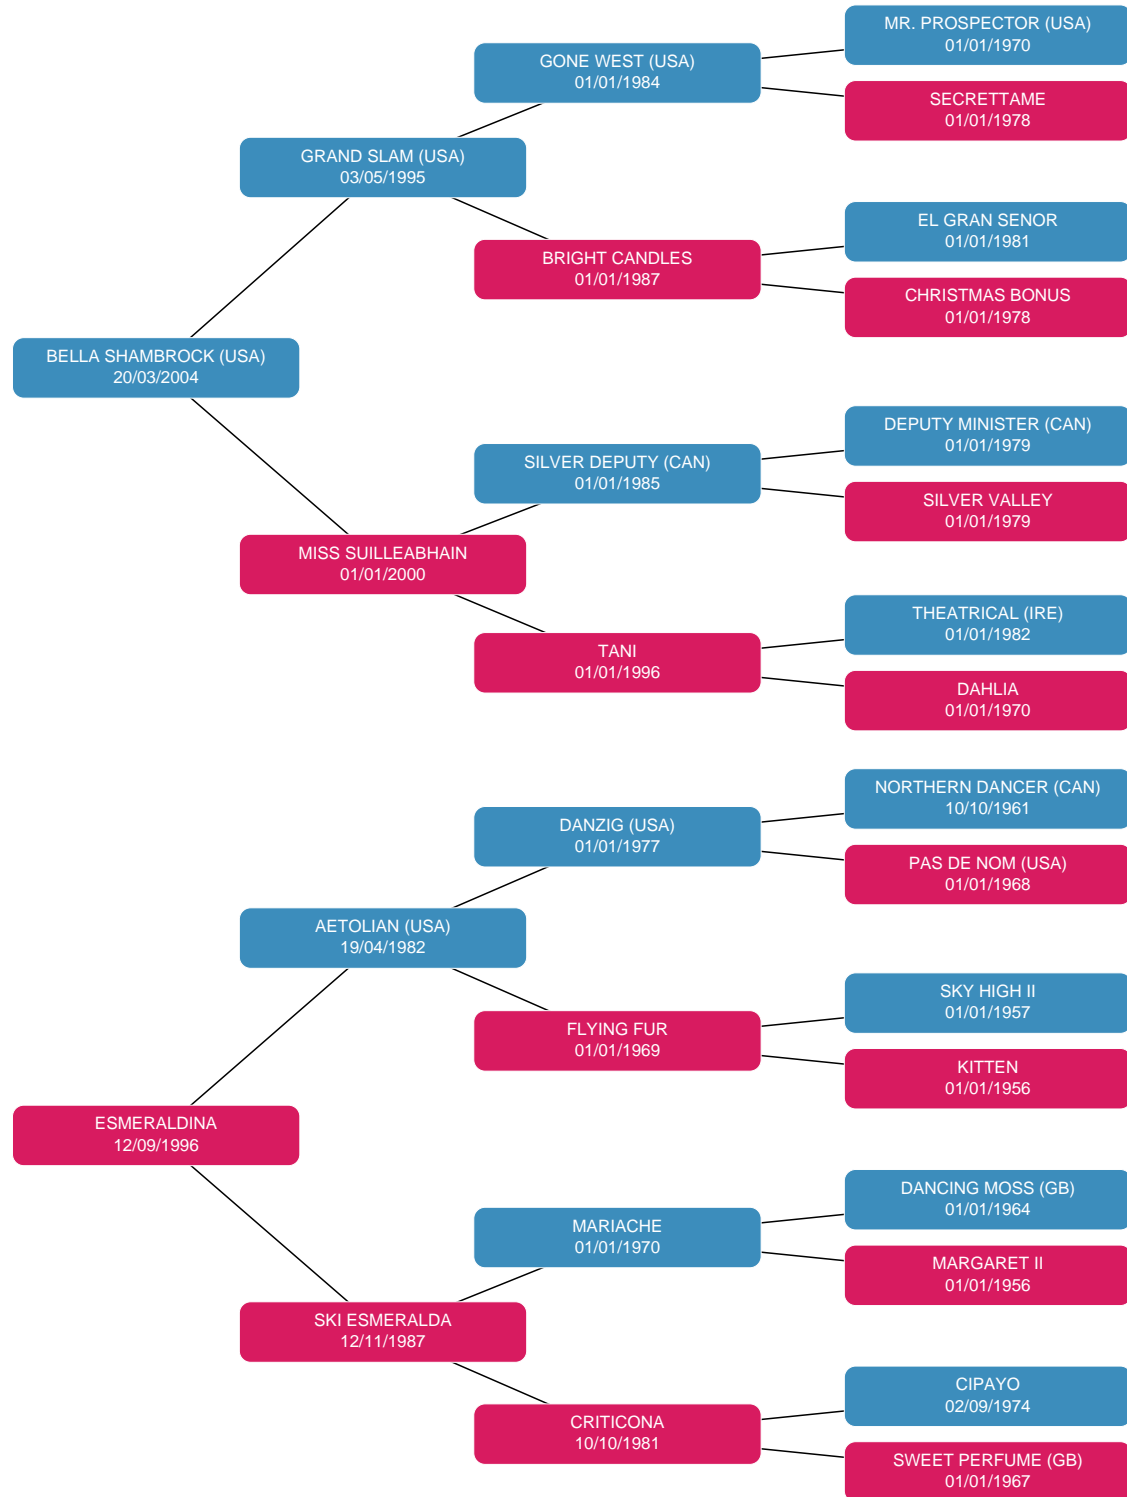 MR. PROSPECTOR (USA)
01/01/1970
GONE WEST (USA)
01/01/1984
SECRETTAME
01/01/1978
GRAND SLAM (USA)
03/05/1995
EL GRAN SENOR
01/01/1981
BRIGHT CANDLES
01/01/1987
CHRISTMAS BONUS
01/01/1978
BELLA SHAMBROCK (USA)
20/03/2004
DEPUTY MINISTER (CAN)
01/01/1979
SILVER DEPUTY (CAN)
01/01/1985
SILVER VALLEY
01/01/1979
MISS SUILLEABHAIN
01/01/2000
THEATRICAL (IRE)
01/01/1982
TANI
01/01/1996
DAHLIA
01/01/1970
NORTHERN DANCER (CAN)
10/10/1961
DANZIG (USA)
01/01/1977
PAS DE NOM (USA)
01/01/1968
AETOLIAN (USA)
19/04/1982
SKY HIGH II
01/01/1957
FLYING FUR
01/01/1969
KITTEN
01/01/1956
ESMERALDINA
12/09/1996
DANCING MOSS (GB)
01/01/1964
MARIACHE
01/01/1970
MARGARET II
01/01/1956
SKI ESMERALDA
12/11/1987
CIPAYO
02/09/1974
CRITICONA
10/10/1981
SWEET PERFUME (GB)
01/01/1967